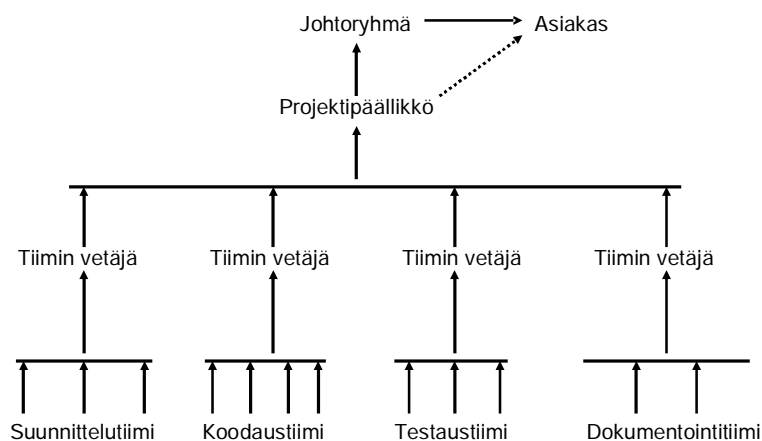 Johtoryhmä Asiakas
Projektipäällikkö
Tiimin vetäjä Tiimin vetäjä Tiimin vetäjä Tiimin vetäjä
Suunnittelutiimi Koodaustiimi Testaustiimi Dokumentointitiimi